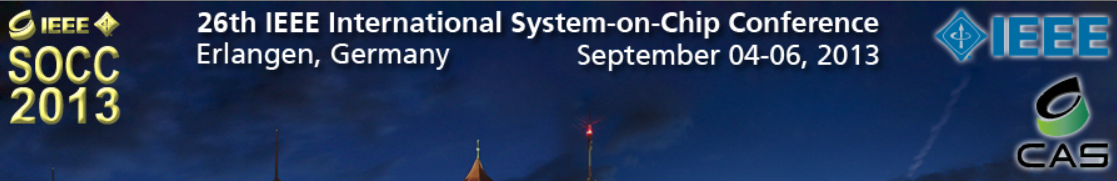 IEEE
SOCC
2013
26th IEEE International System-on-Chip Conference
Erlangen, Germany September 04-06, 2013
IEEE
CAS